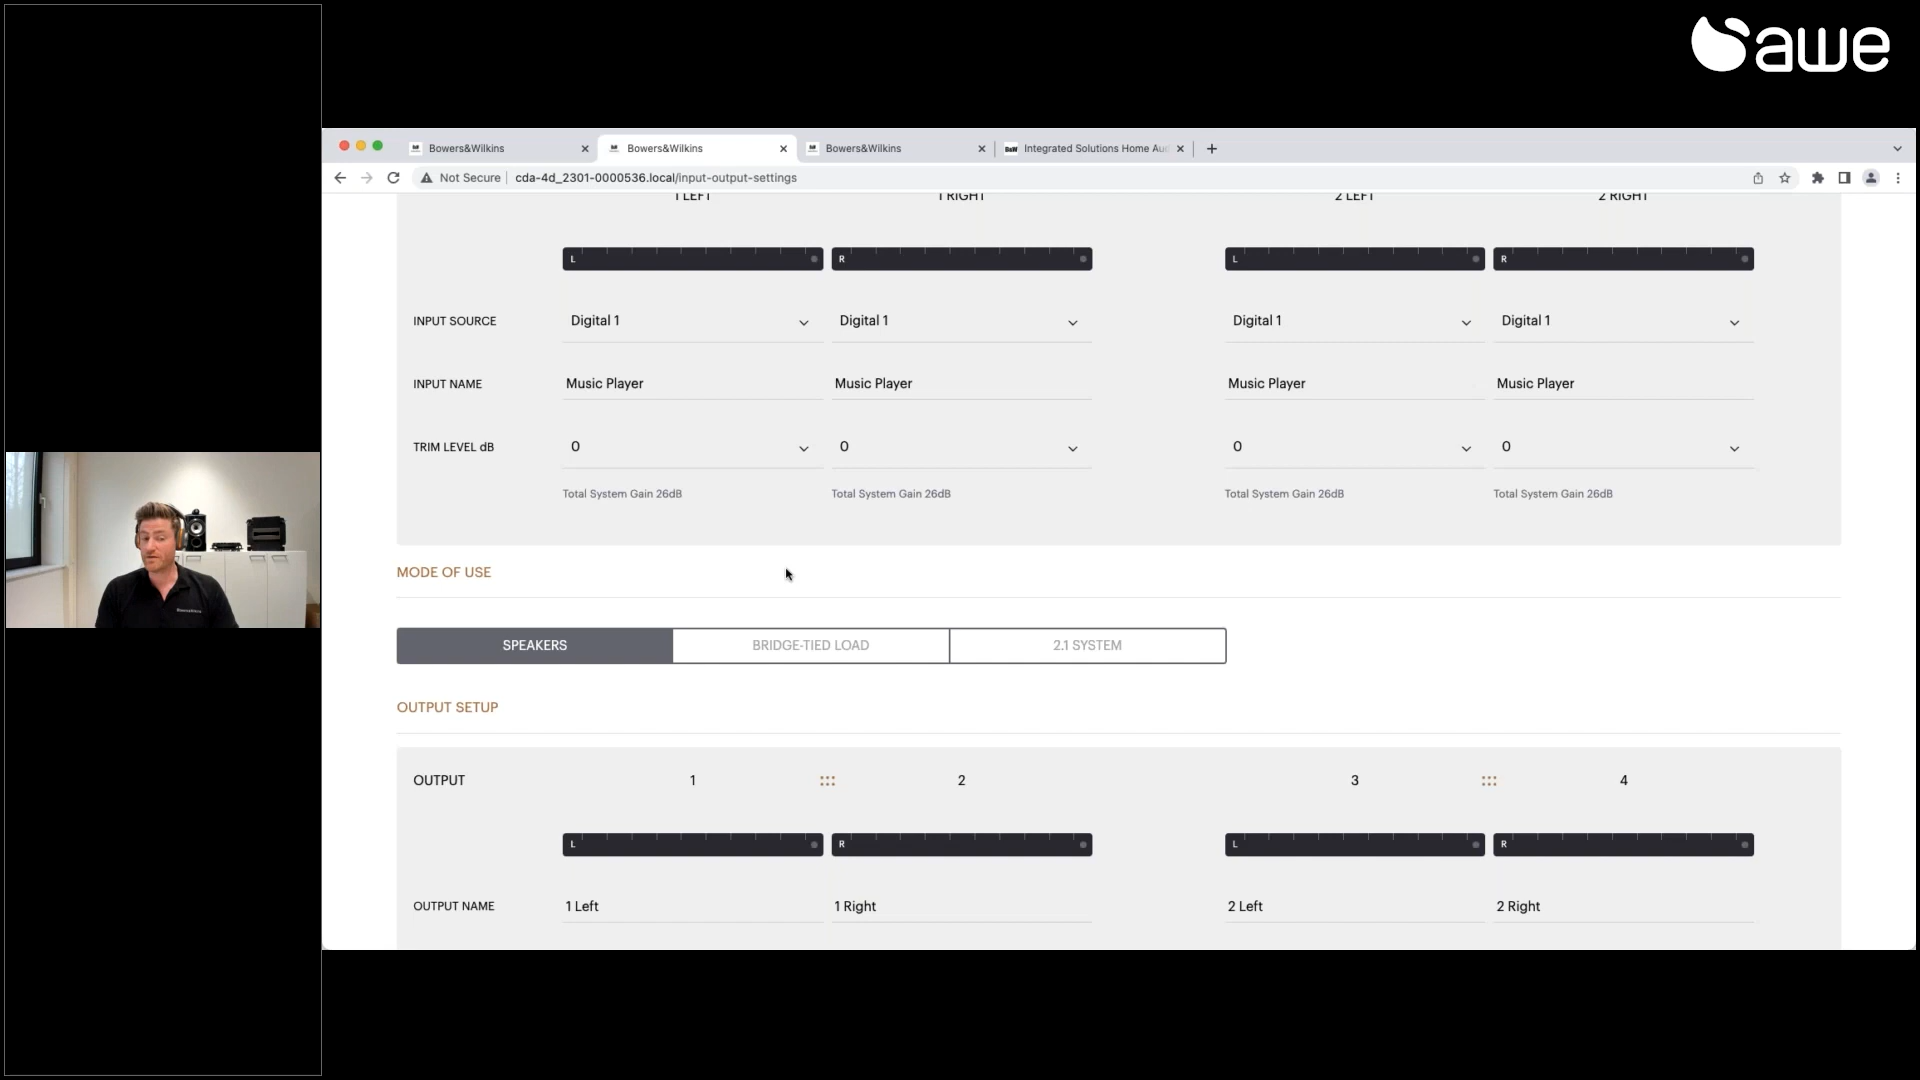 awe
Bowers&Wilkins
Bowers&Wilkins
Bowers&Wilkins
B&W Integrated Solutions Home Au
Not Secure cda-4d_2301-0000536.local/input-output-settings
1 LEFT 1 RIGHT 2 LEFT 2 RIGHT
L R L R
INPUT SOURCE Digital 1 Digital 1 Digital 1 Digital 1
INPUT NAME Music Player Music Player Music Player Music Player
TRIM LEVEL dB 0 0 0 0
Total System Gain 26dB Total System Gain 26dB Total System Gain 26dB Total System Gain 26dB
MODE OF USE
SPEAKERS BRIDGE-TIED LOAD 2.1 SYSTEM
OUTPUT SETUP
OUTPUT 1 2 3 4
L R L R
OUTPUT NAME 1 Left 1 Right 2 Left 2 Right